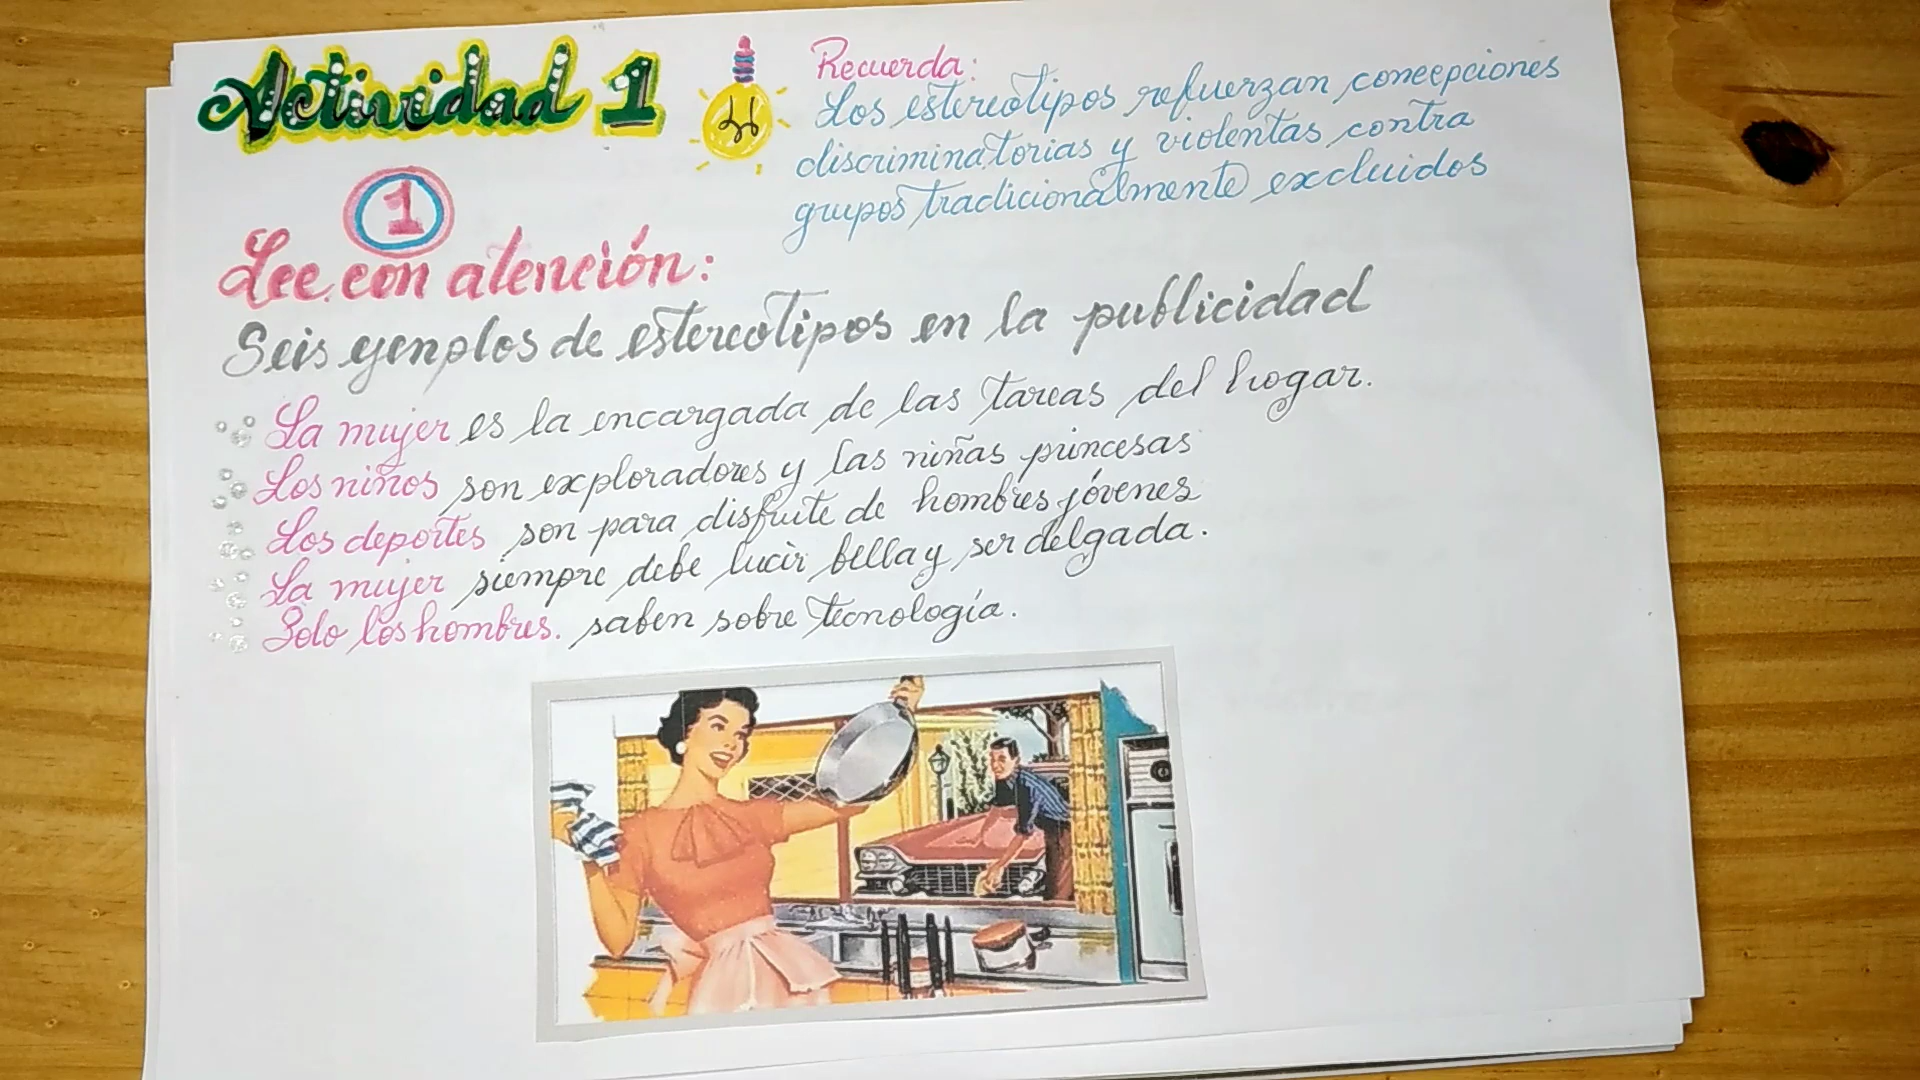 Actividad 1
Recuerda:
Los estereotipos refuerzan concepciones
discriminatorias y violentas contra
grupos tradicionalmente excluidos
1
Lee con atención:
Seis ejenplos de estereotipos en la publicidad
La mujer es la encargada de las tareas del hogar.
Los niños son exploradores y las niñas princesas
Los deportes son para disfrute de hombres jóvenes
La mujer siempre debe lucir bella y ser delgada.
Solo los hombres. saben sobre tecnología.